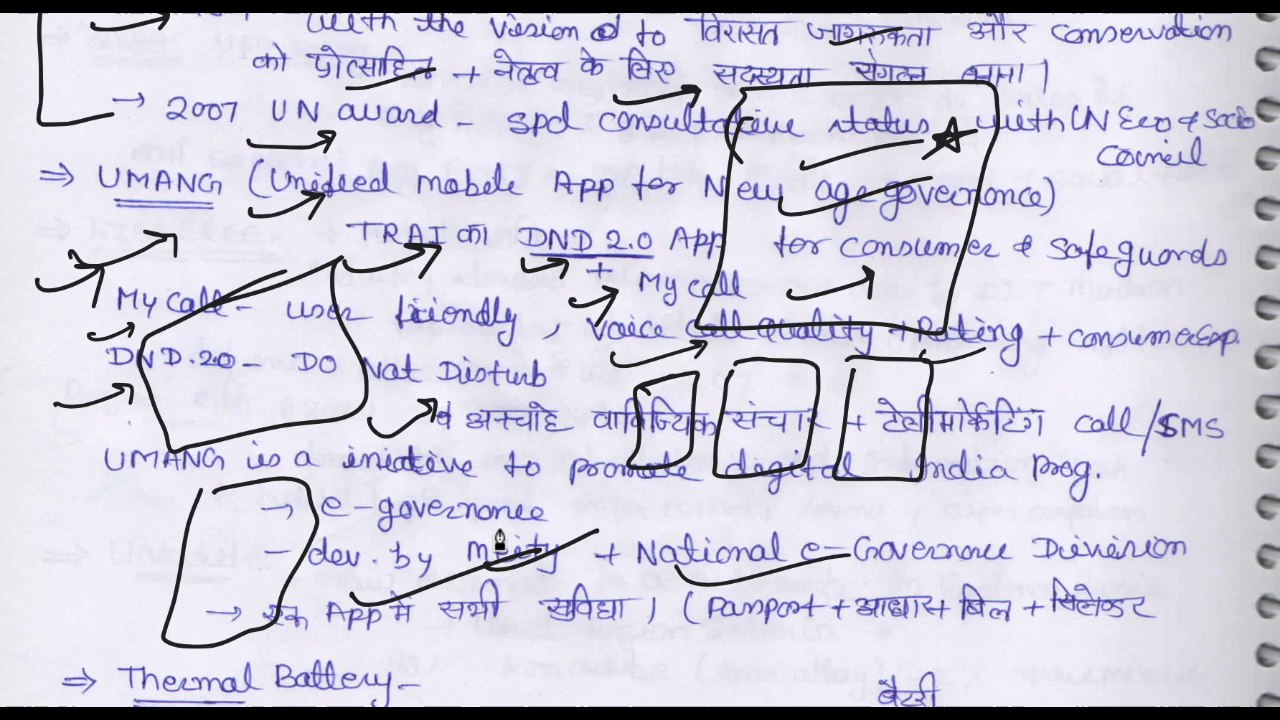 with the vision to विरासत जागरुकता और conservation
को प्रोत्साहित + नेतृत्व के लिए सदस्यता संगठन बनाना |
→ 2007 UN award spd consultative status with UN Eco + Socio Council
⇒ UMANG (Unified mobile App for New age governance)
TRAI का DND 2.0 App for consumer & safeguards
+ My call
My call - user friendly, voice call quality + Rating + consumer Exp.
DND 2.0 - DO Not Disturb
व अनचाहे वाणिज्यिक संचार + टेलीमार्केटिंग call/SMS
UMANG is a iniative to promote digital India prog.
→ e-governance
- dev. by meity + National e-Governance Division
→ एक App में सभी सुविधा | (Passport + आधार + बिल + सिलेंडर
⇒ Thermal Battery - बैटरी